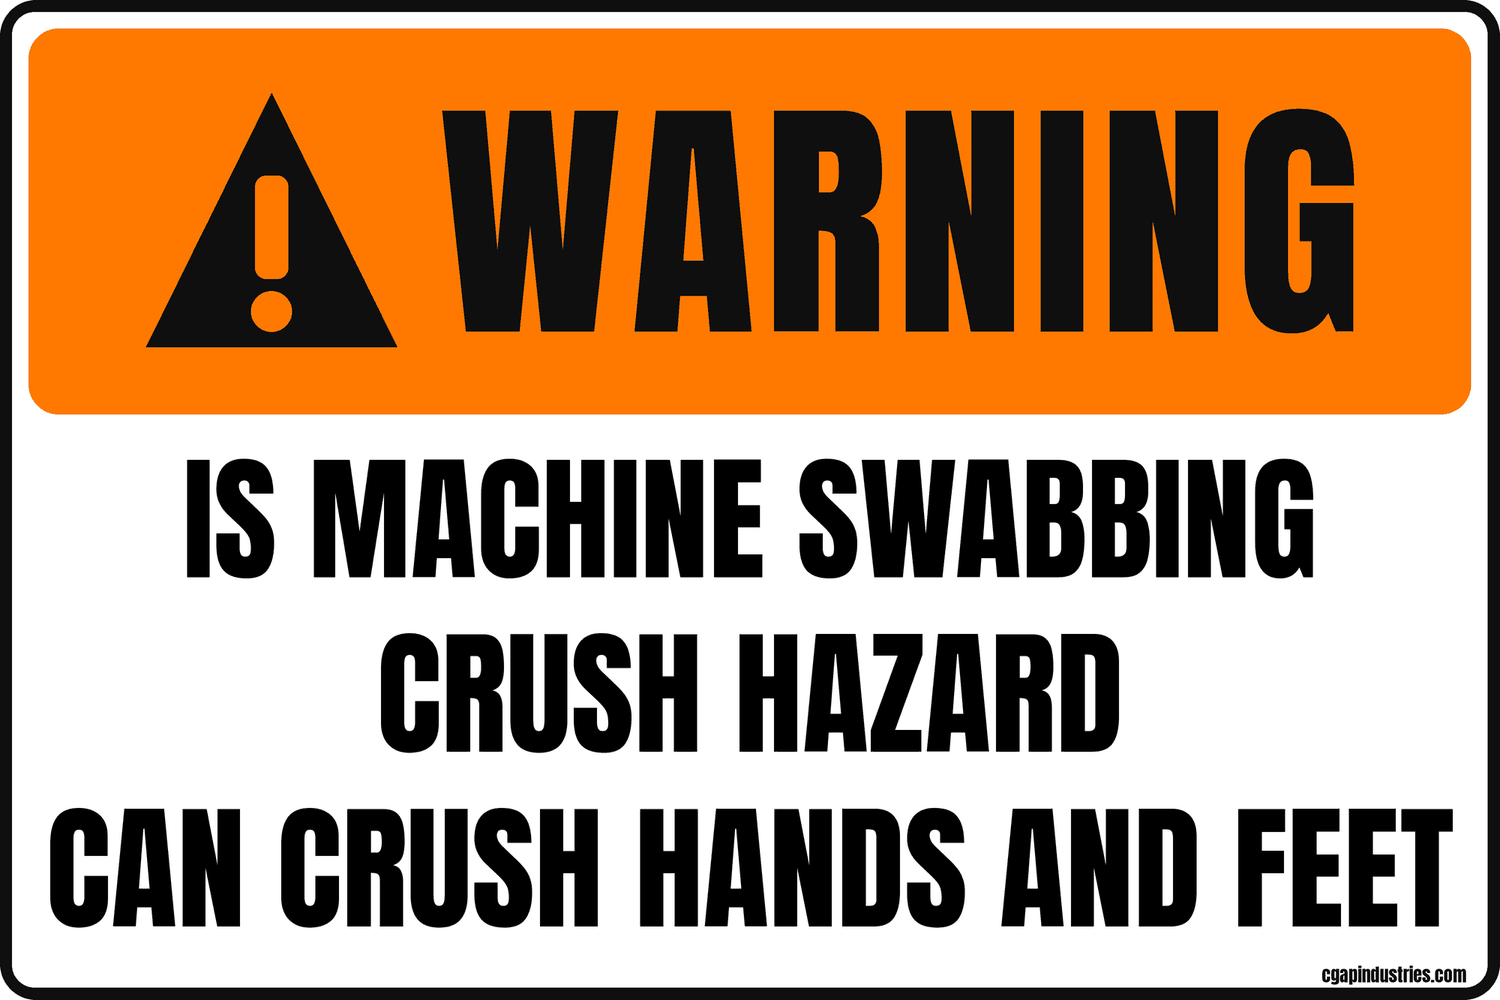 WARNING
IS MACHINE SWABBING
CRUSH HAZARD
CAN CRUSH HANDS AND FEET
cgapindustries.com